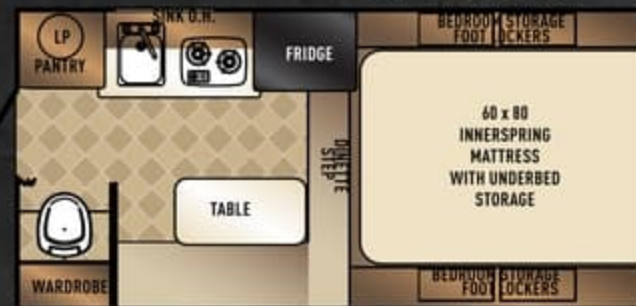 SINK O.H.
LP
PANTRY
FRIDGE
BEDROOM STORAGE
FOOT LOCKERS
60 x 80
INNERSPRING
MATTRESS
WITH UNDERBED
STORAGE
DINETTE
STEP
TABLE
WARDROBE
BEDROOM STORAGE
FOOT LOCKERS